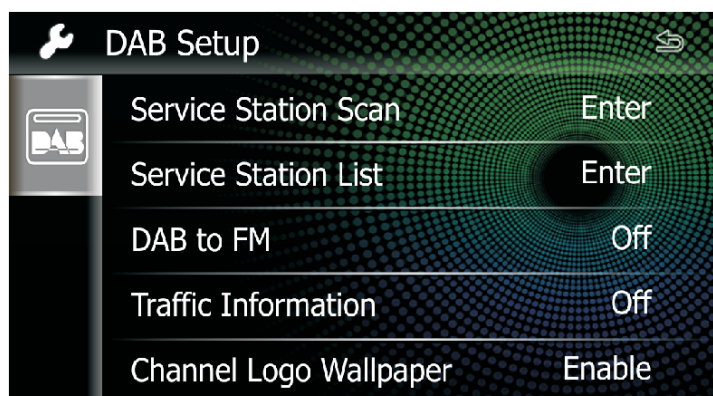 DAB Setup
Service Station Scan Enter
DAB
Service Station List Enter
DAB to FM Off
Traffic Information Off
Channel Logo Wallpaper Enable